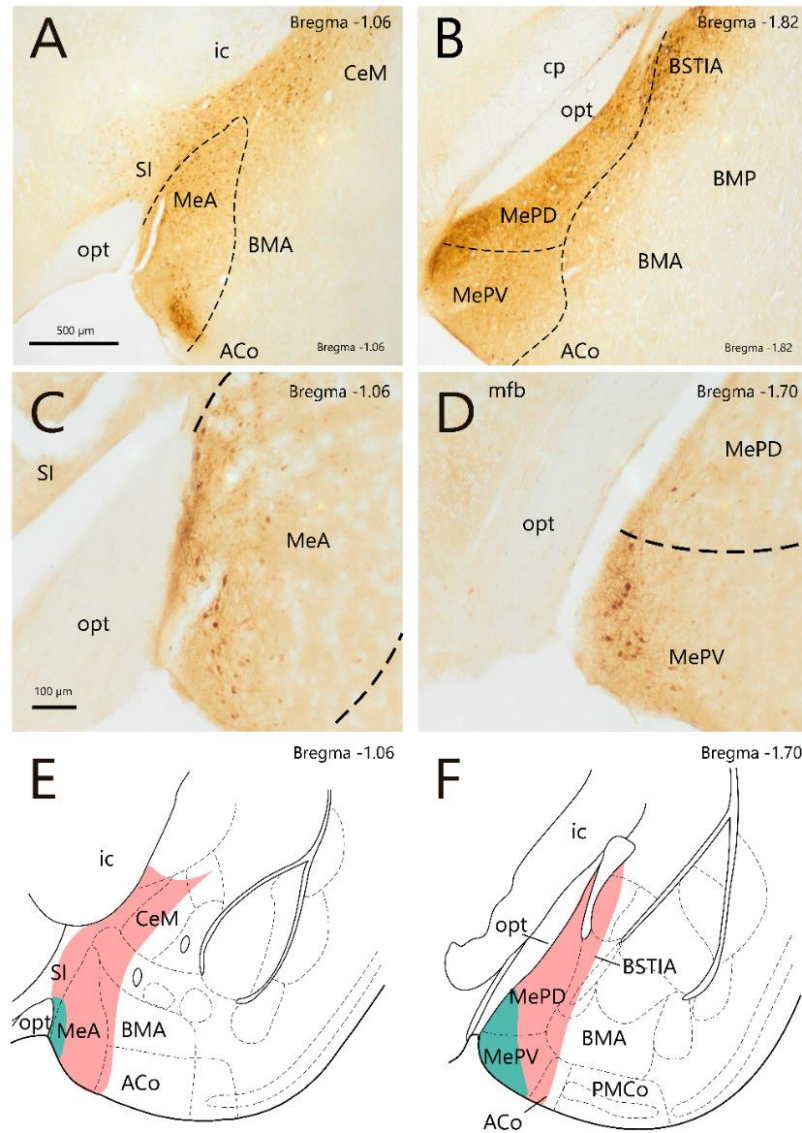 A
Bregma -1.06
ic
CeM
SI
MeA
BMA
opt
500 µm
ACo
Bregma -1.06
B
Bregma -1.82
cp
BSTIA
opt
BMP
MePD
BMA
MePV
ACo
Bregma -1.82
C
Bregma -1.06
SI
MeA
opt
100 µm
D
mfb
Bregma -1.70
MePD
opt
MePV
E
Bregma -1.06
ic
CeM
SI
opt
MeA
BMA
ACo
F
Bregma -1.70
ic
opt
BSTIA
MePD
BMA
MePV
PMCo
ACo